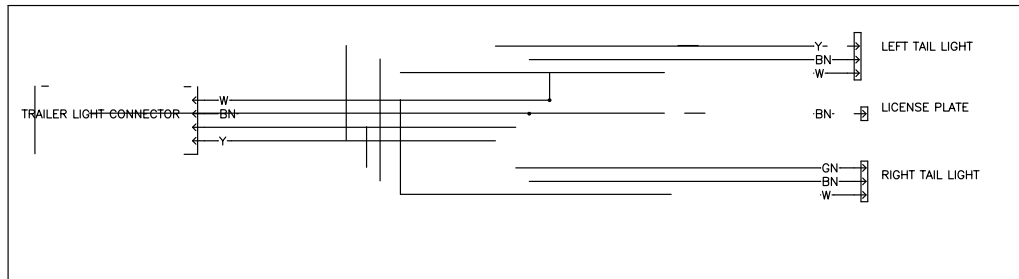 Y
LEFT TAIL LIGHT
BN
W
W
TRAILER LIGHT CONNECTOR
BN
BN
LICENSE PLATE
Y
GN
BN
RIGHT TAIL LIGHT
W